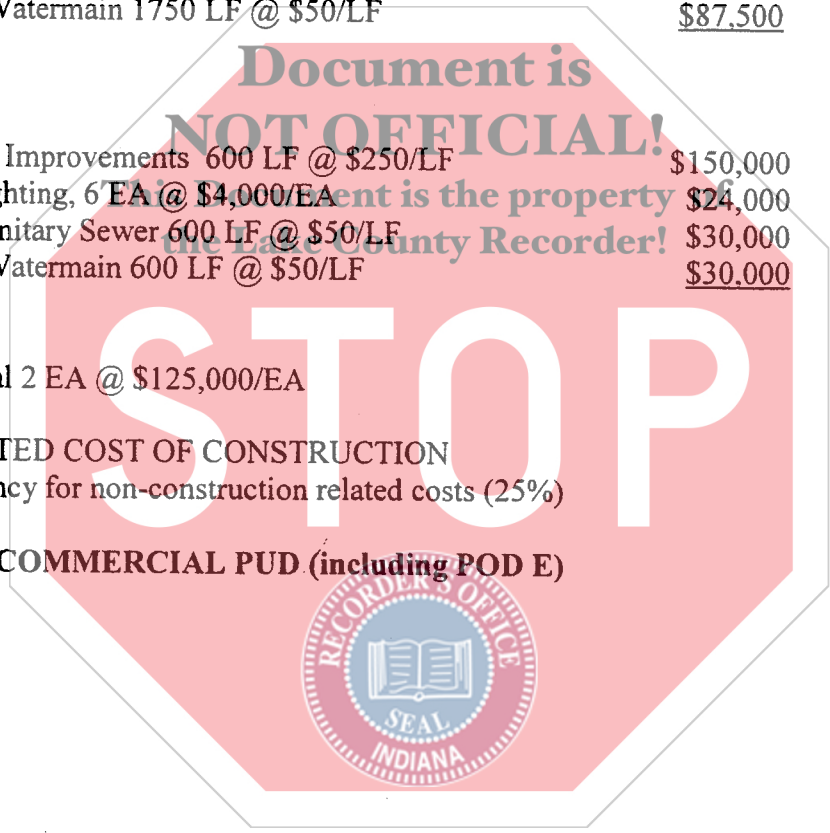 Watermain 1750 LF @ $50/LF $87,500
Document is
NOT OFFICIAL!
Improvements 600 LF @ $250/LF $150,000
This Document is the property of
hting, 6 EA @ $4,000/EA $24,000
the Lake County Recorder!
nitary Sewer 600 LF @ $50/LF $30,000
Watermain 600 LF @ $50/LF $30,000
STOP
al 2 EA @ $125,000/EA
TED COST OF CONSTRUCTION
ncy for non-construction related costs (25%)
COMMERCIAL PUD (including POD E)
RECORDER'S OFFICE
SEAL
INDIANA